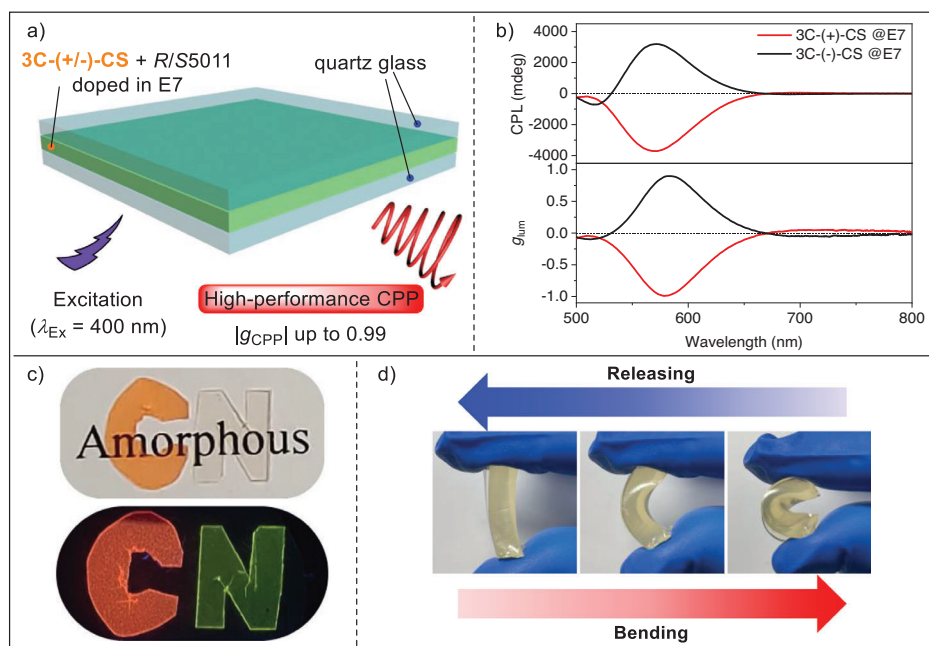 a)
3C-(+/-)-CS + R/S5011
doped in E7
quartz glass
Excitation
(λEx = 400 nm)
High-performance CPP
|gCPP| up to 0.99
b)
3C-(+)-CS @E7
3C-(-)-CS @E7
CPL (mdeg)
4000
2000
0
-2000
-4000
glum
1.0
0.5
0.0
-0.5
-1.0
500 600 700 800
Wavelength (nm)
c)
Amorphous
CN
CN
d)
Releasing
Bending